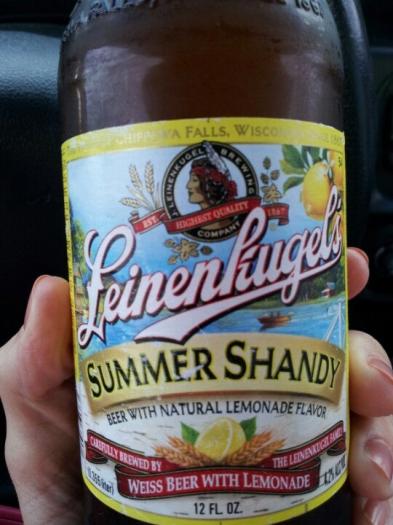 CHIPPEWA FALLS, WISCONSIN
LEINENKUGEL BREWING
EST. HIGHEST QUALITY 1867
COMPANY
Leinenkugel's
SUMMER SHANDY
BEER WITH NATURAL LEMONADE FLAVOR
CAREFULLY BREWED BY THE LEINENKUGEL FAMILY
WEISS BEER WITH LEMONADE
12 FL. OZ.